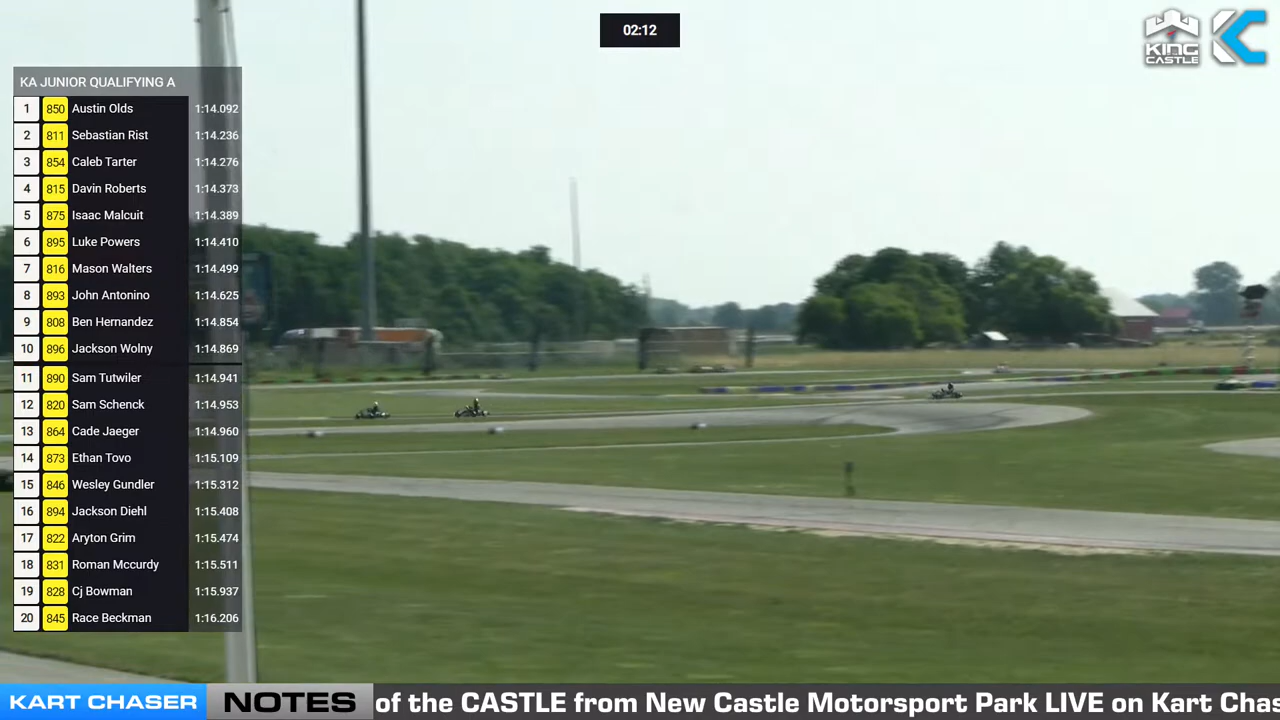 02:12
KING
CASTLE
KC
KA JUNIOR QUALIFYING A
1 850 Austin Olds 1:14.092
2 811 Sebastian Rist 1:14.236
3 854 Caleb Tarter 1:14.276
4 815 Davin Roberts 1:14.373
5 875 Isaac Malcuit 1:14.389
6 895 Luke Powers 1:14.410
7 816 Mason Walters 1:14.499
8 893 John Antonino 1:14.625
9 808 Ben Hernandez 1:14.854
10 896 Jackson Wolny 1:14.869
11 890 Sam Tutwiler 1:14.941
12 820 Sam Schenck 1:14.953
13 864 Cade Jaeger 1:14.960
14 873 Ethan Tovo 1:15.109
15 846 Wesley Gundler 1:15.312
16 894 Jackson Diehl 1:15.408
17 822 Aryton Grim 1:15.474
18 831 Roman Mccurdy 1:15.511
19 828 Cj Bowman 1:15.937
20 845 Race Beckman 1:16.206
KART CHASER NOTES of the CASTLE from New Castle Motorsport Park LIVE on Kart Chas